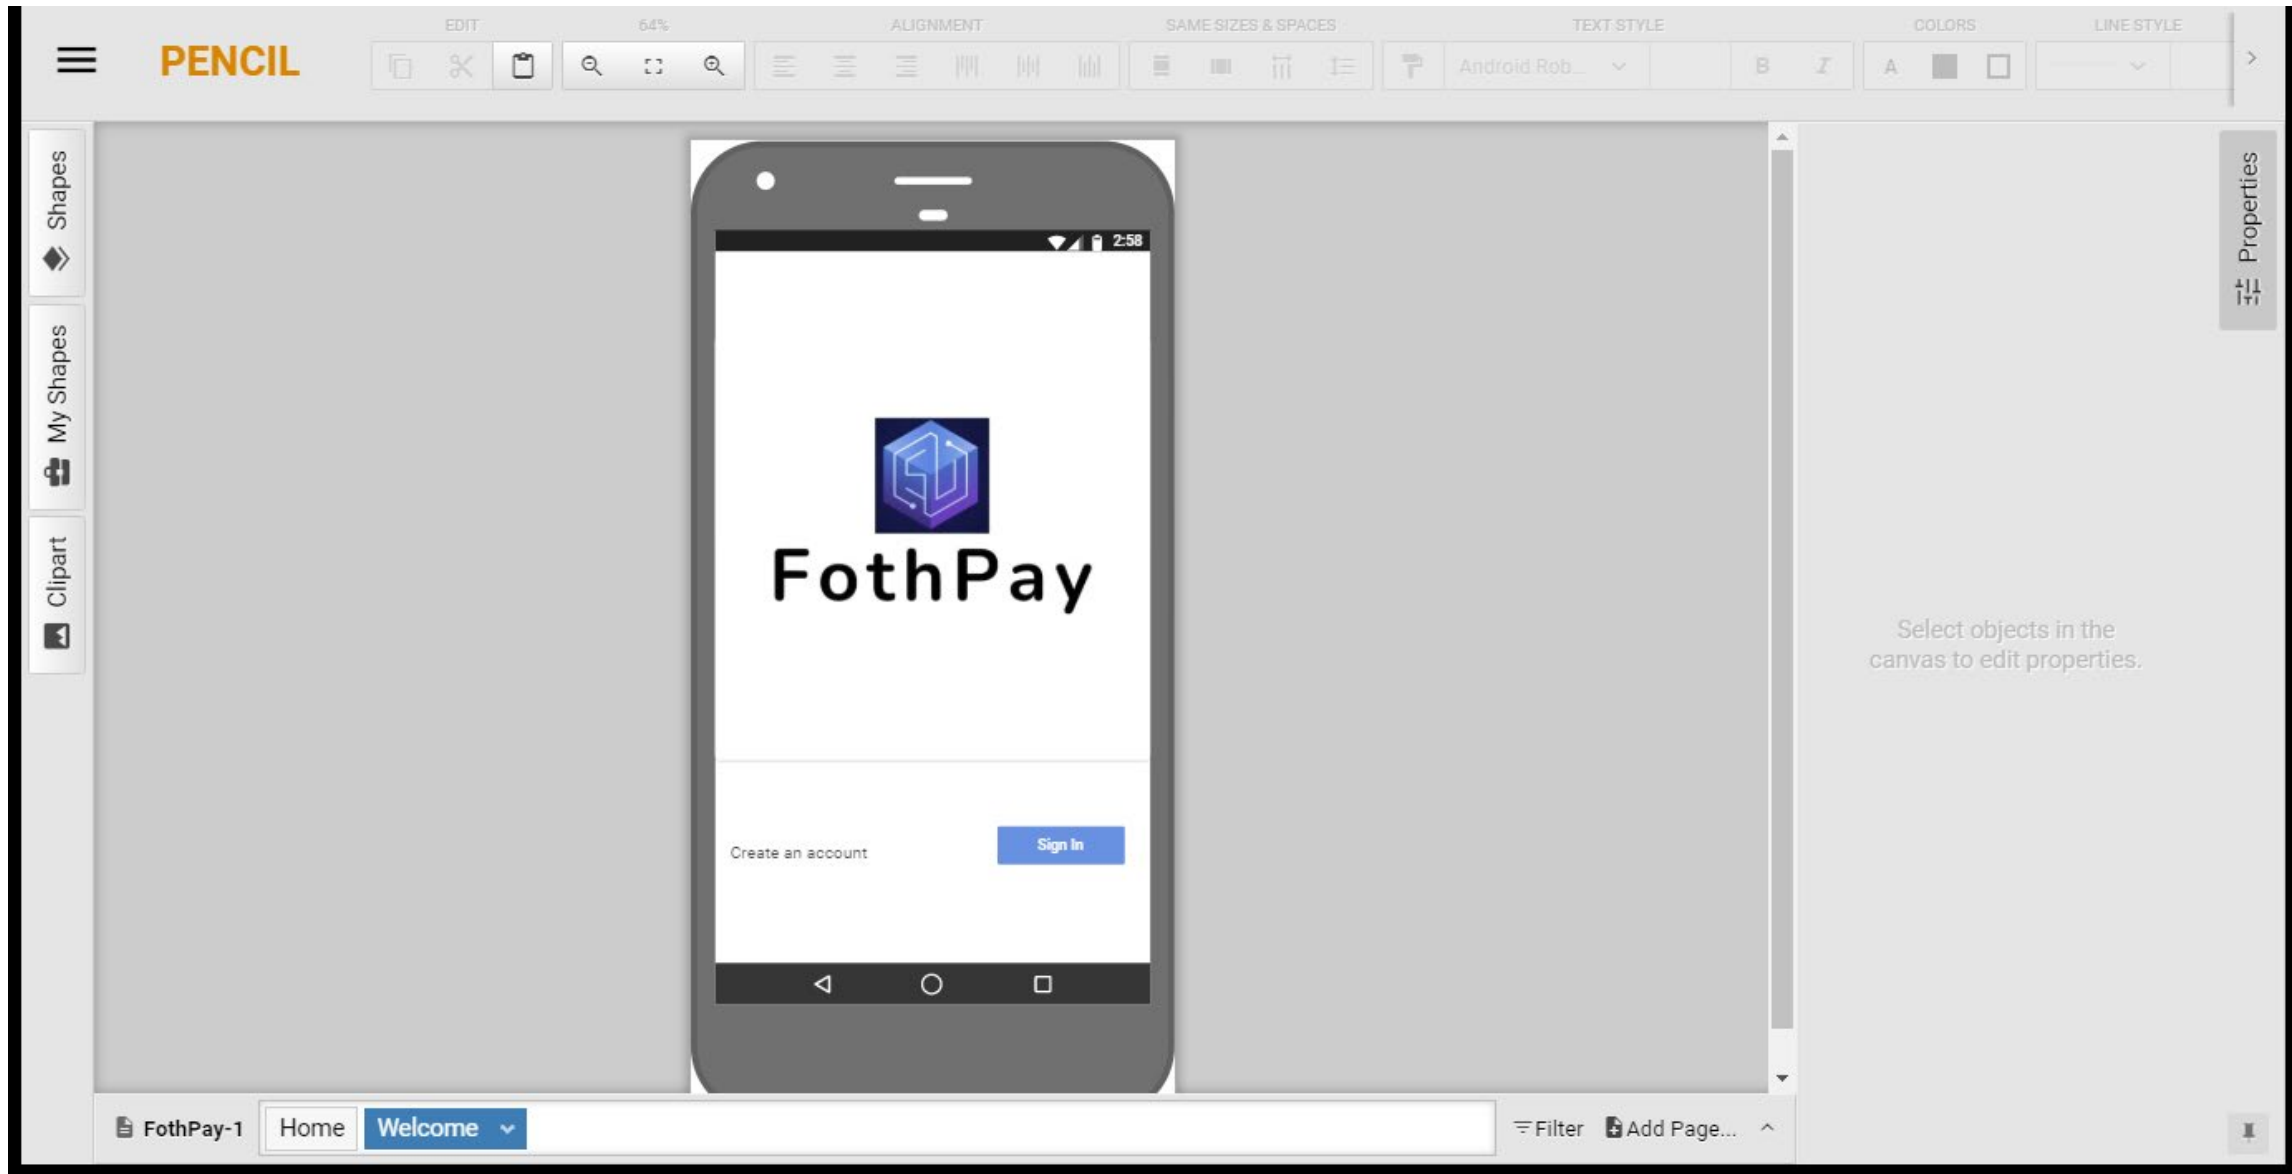 EDIT
64%
ALIGNMENT
SAME SIZES & SPACES
TEXT STYLE
COLORS
LINE STYLE
PENCIL
Android Rob...
B
I
A
Shapes
My Shapes
Clipart
Properties
2:58
FothPay
Create an account
Sign In
Select objects in the
canvas to edit properties.
FothPay-1
Home
Welcome
Filter
Add Page...